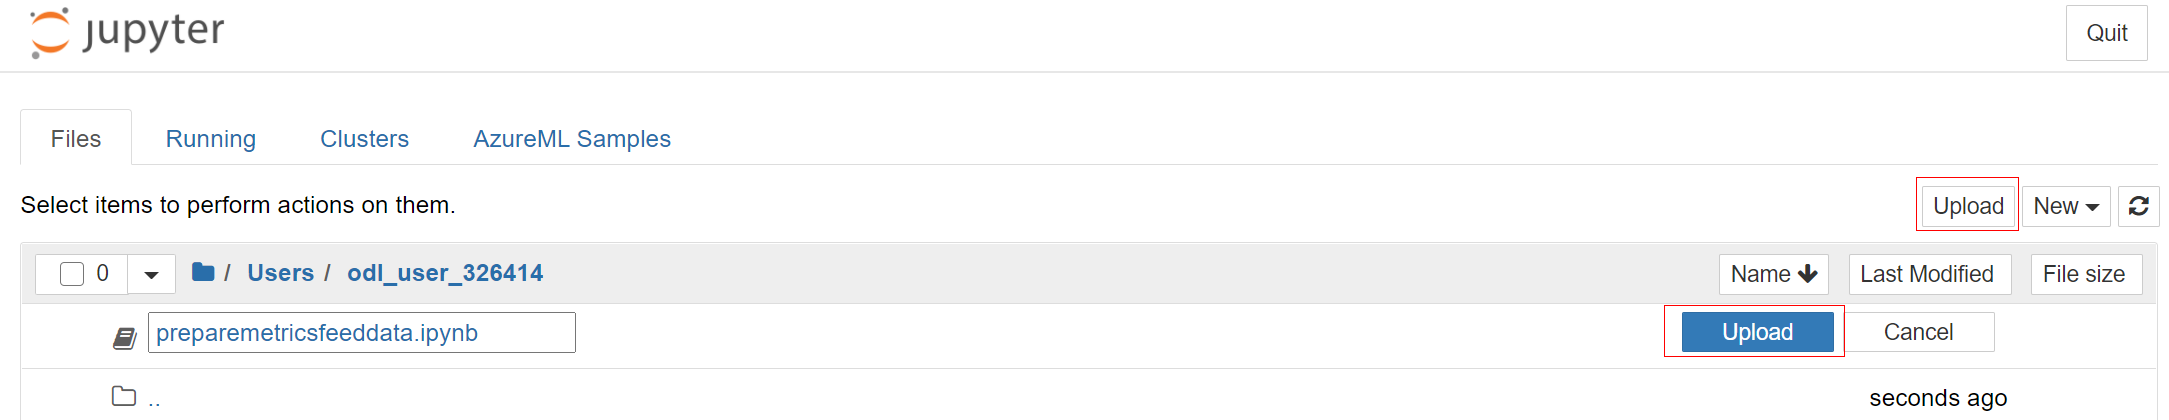 jupyter Quit
Files Running Clusters AzureML Samples
Select items to perform actions on them. Upload New
0 / Users / odl_user_326414 Name Last Modified File size
preparemetricsfeeddata.ipynb Upload Cancel
.. seconds ago